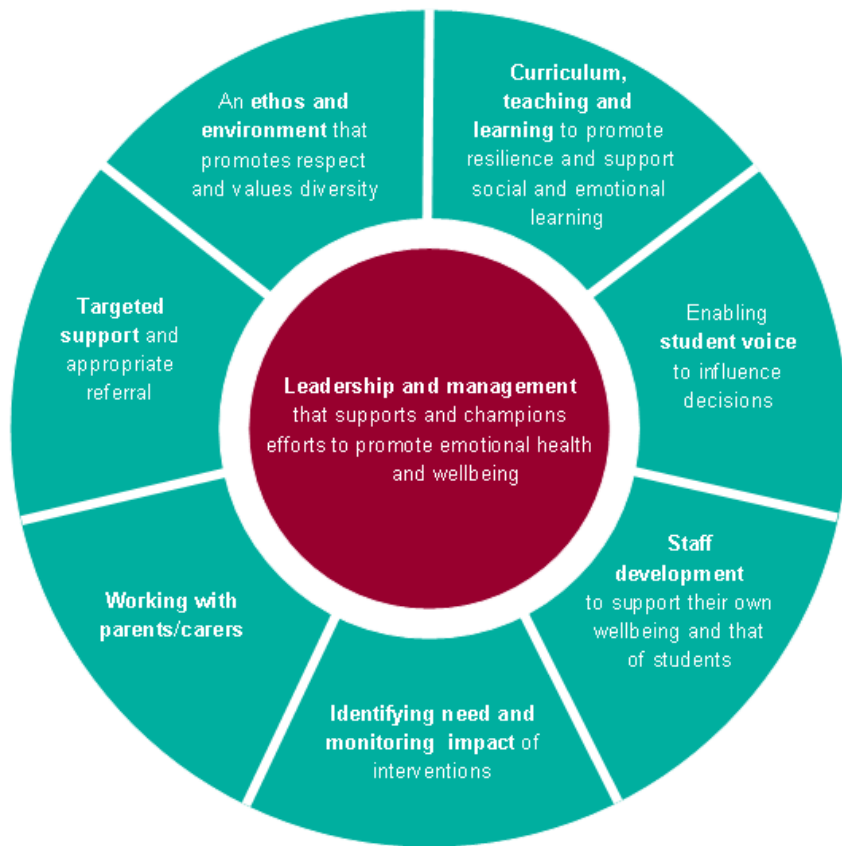 An ethos and
environment that
promotes respect
and values diversity
Curriculum,
teaching and
learning to promote
resilience and support
social and emotional
learning
Enabling
student voice
to influence
decisions
Staff
development
to support their own
wellbeing and that
of students
Identifying need and
monitoring impact of
interventions
Working with
parents/carers
Targeted
support and
appropriate
referral
Leadership and management
that supports and champions
efforts to promote emotional health
and wellbeing